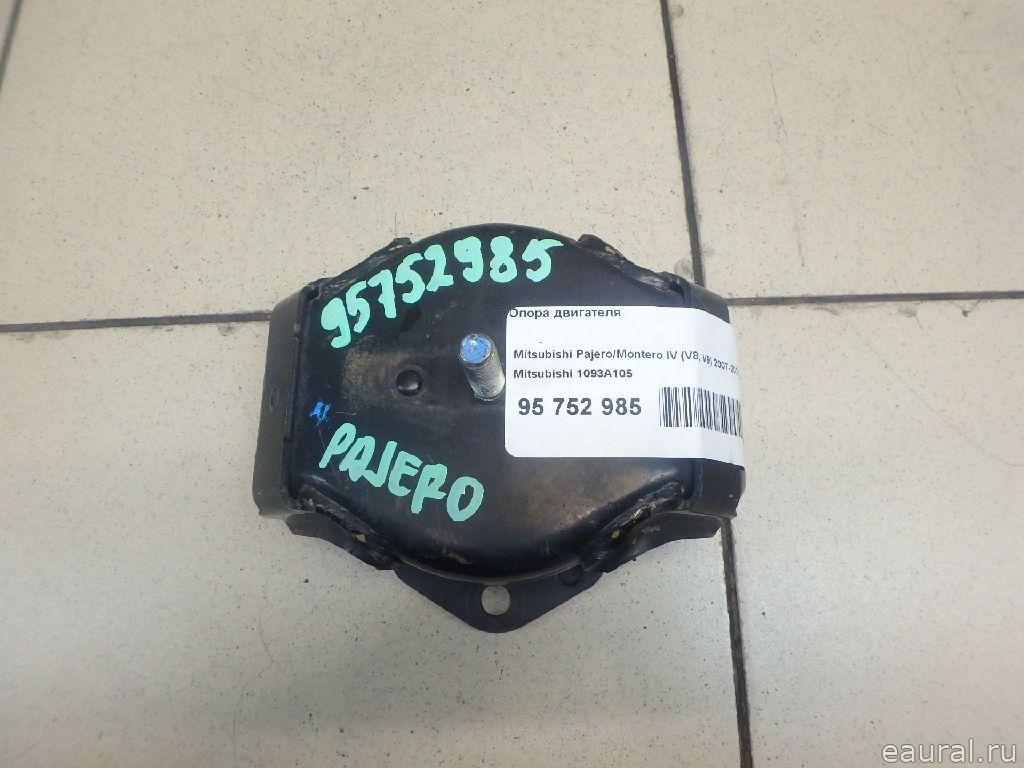 95752985
Опора двигателя
Mitsubishi Pajero/Montero IV (V8, V9) 2007-
Mitsubishi 1093A105
95 752 985
PAJERO
eaural.ru